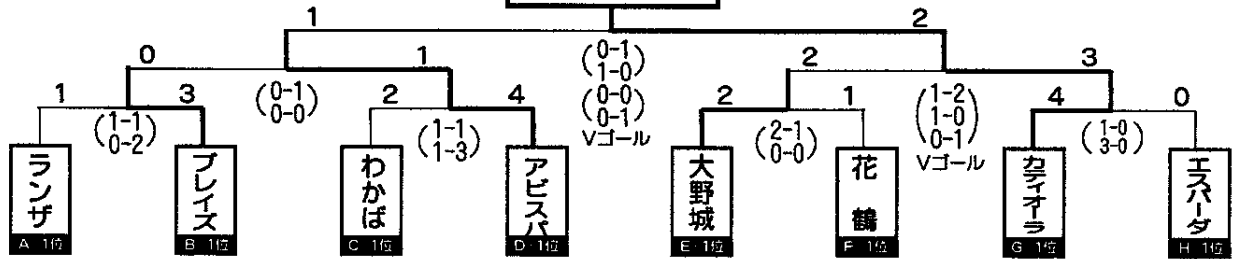 1 2
0 1 2 3
(0-1
1-0
0-0
0-1)
Vゴール
1 3 (0-1
0-0) 2 4 2 1 (1-2
1-0
0-1)
Vゴール 4 0
(1-1
0-2)
(1-1
1-3)
(2-1
0-0)
(1-0
3-0)
ランザ
A 1位
ブレイズ
B 1位
わかば
C 1位
アビスパ
D 1位
大野城
E 1位
花鶴
F 1位
カティオーラ
G 1位
エスパーダ
H 1位